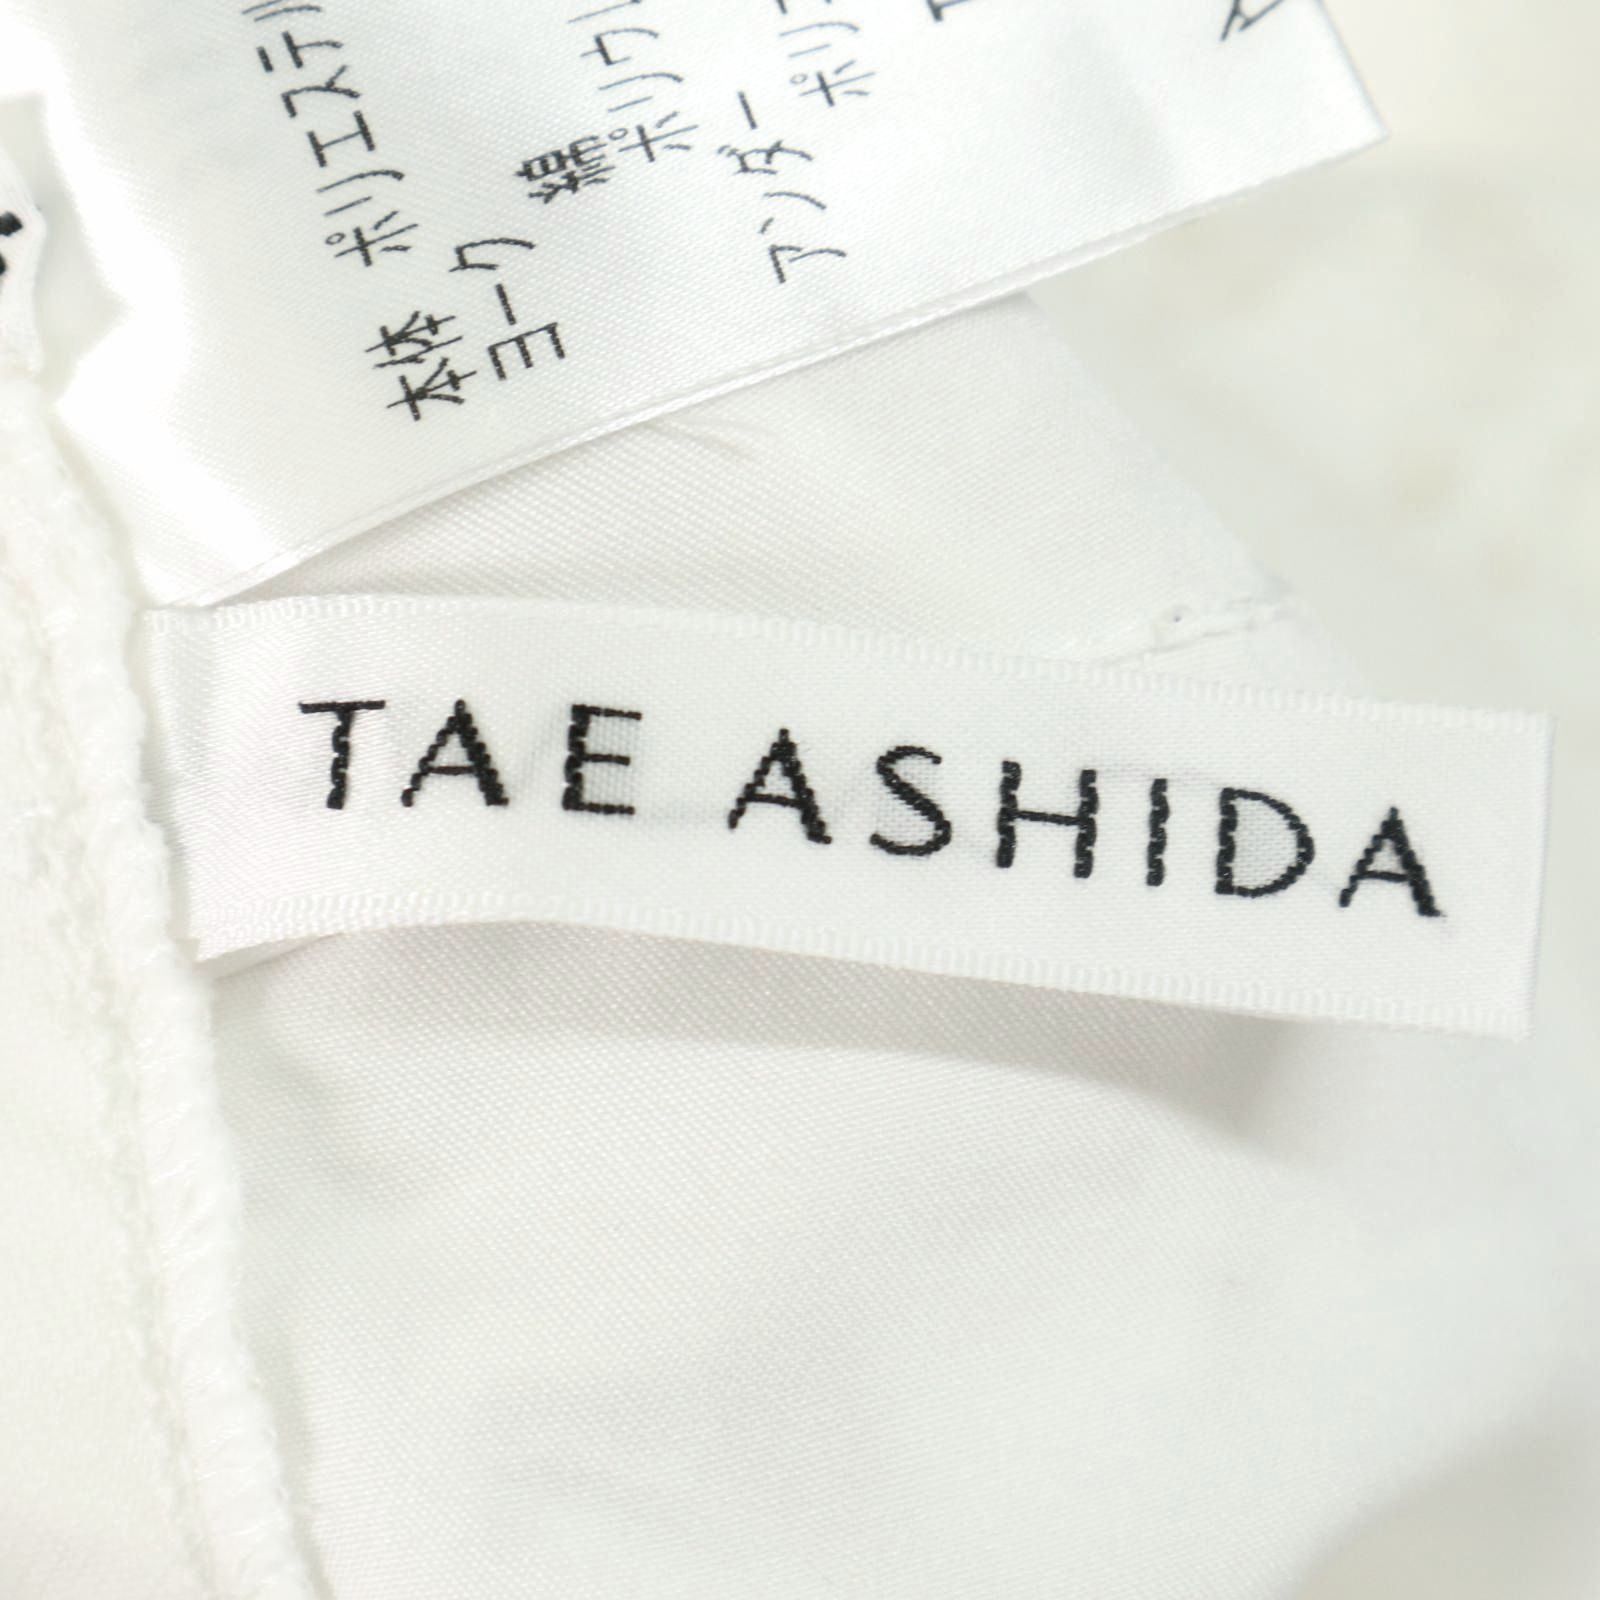 本体 ポリエステル
ヨーク 綿
ポリウレ
アンダー
ポリエ
TAE ASHIDA